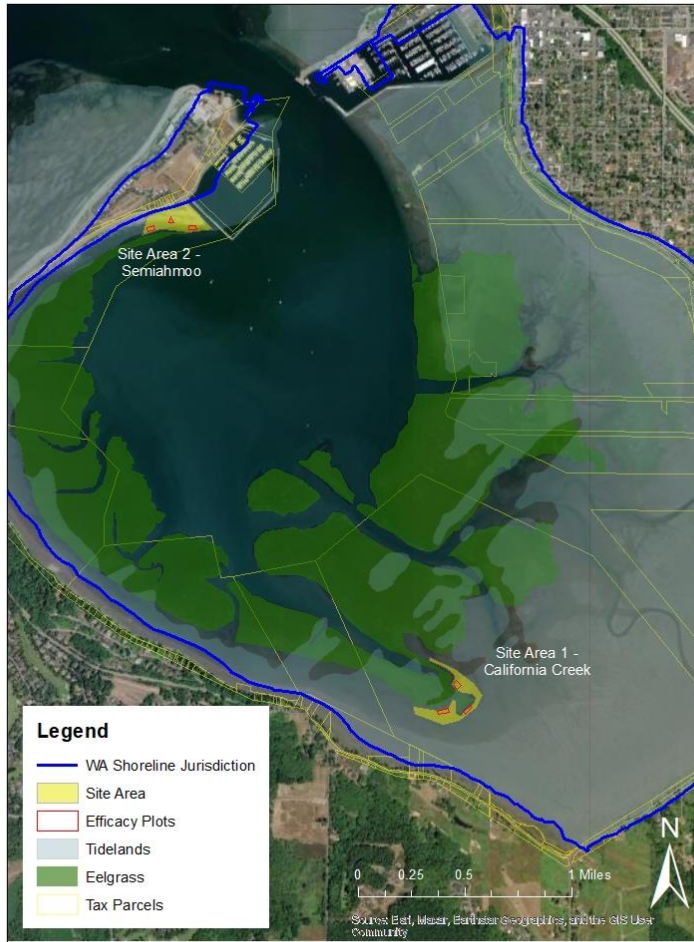 Site Area 2 -
Semiahmoo
Site Area 1 -
California Creek
Legend
WA Shoreline Jurisdiction
Site Area
Efficacy Plots
Tidelands
Eelgrass
Tax Parcels
N
0 0.25 0.5 1 Miles
Source: Esri, Maxar, Earthstar Geographics, and the GIS User
Community